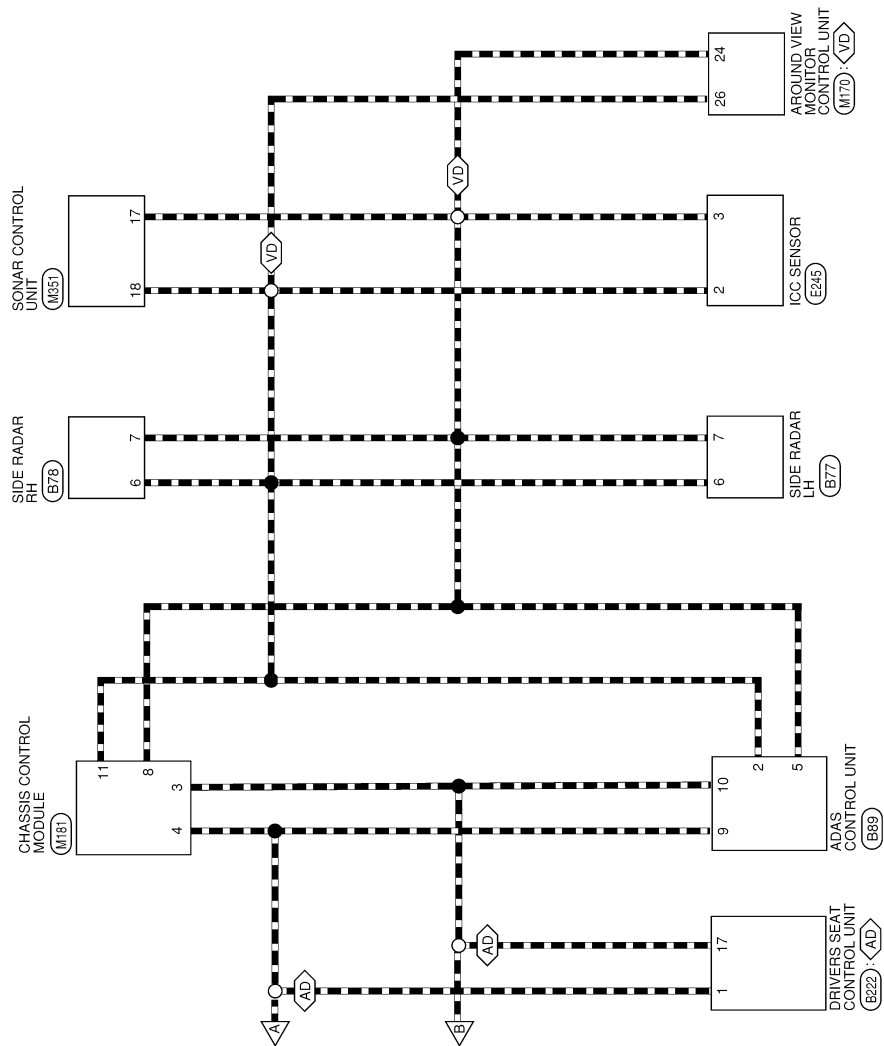 SONAR CONTROL
UNIT
M351
17
18
SIDE RADAR
RH
B78
7
6
CHASSIS CONTROL
MODULE
M181
11
8
3
4
AROUND VIEW
MONITOR
CONTROL UNIT
M170 : VD
24
26
VD
VD
ICC SENSOR
E245
3
2
SIDE RADAR
LH
B77
7
6
ADAS
CONTROL UNIT
B89
2
5
10
9
DRIVERS SEAT
CONTROL UNIT
B222 : AD
17
1
AD
AD
A
B